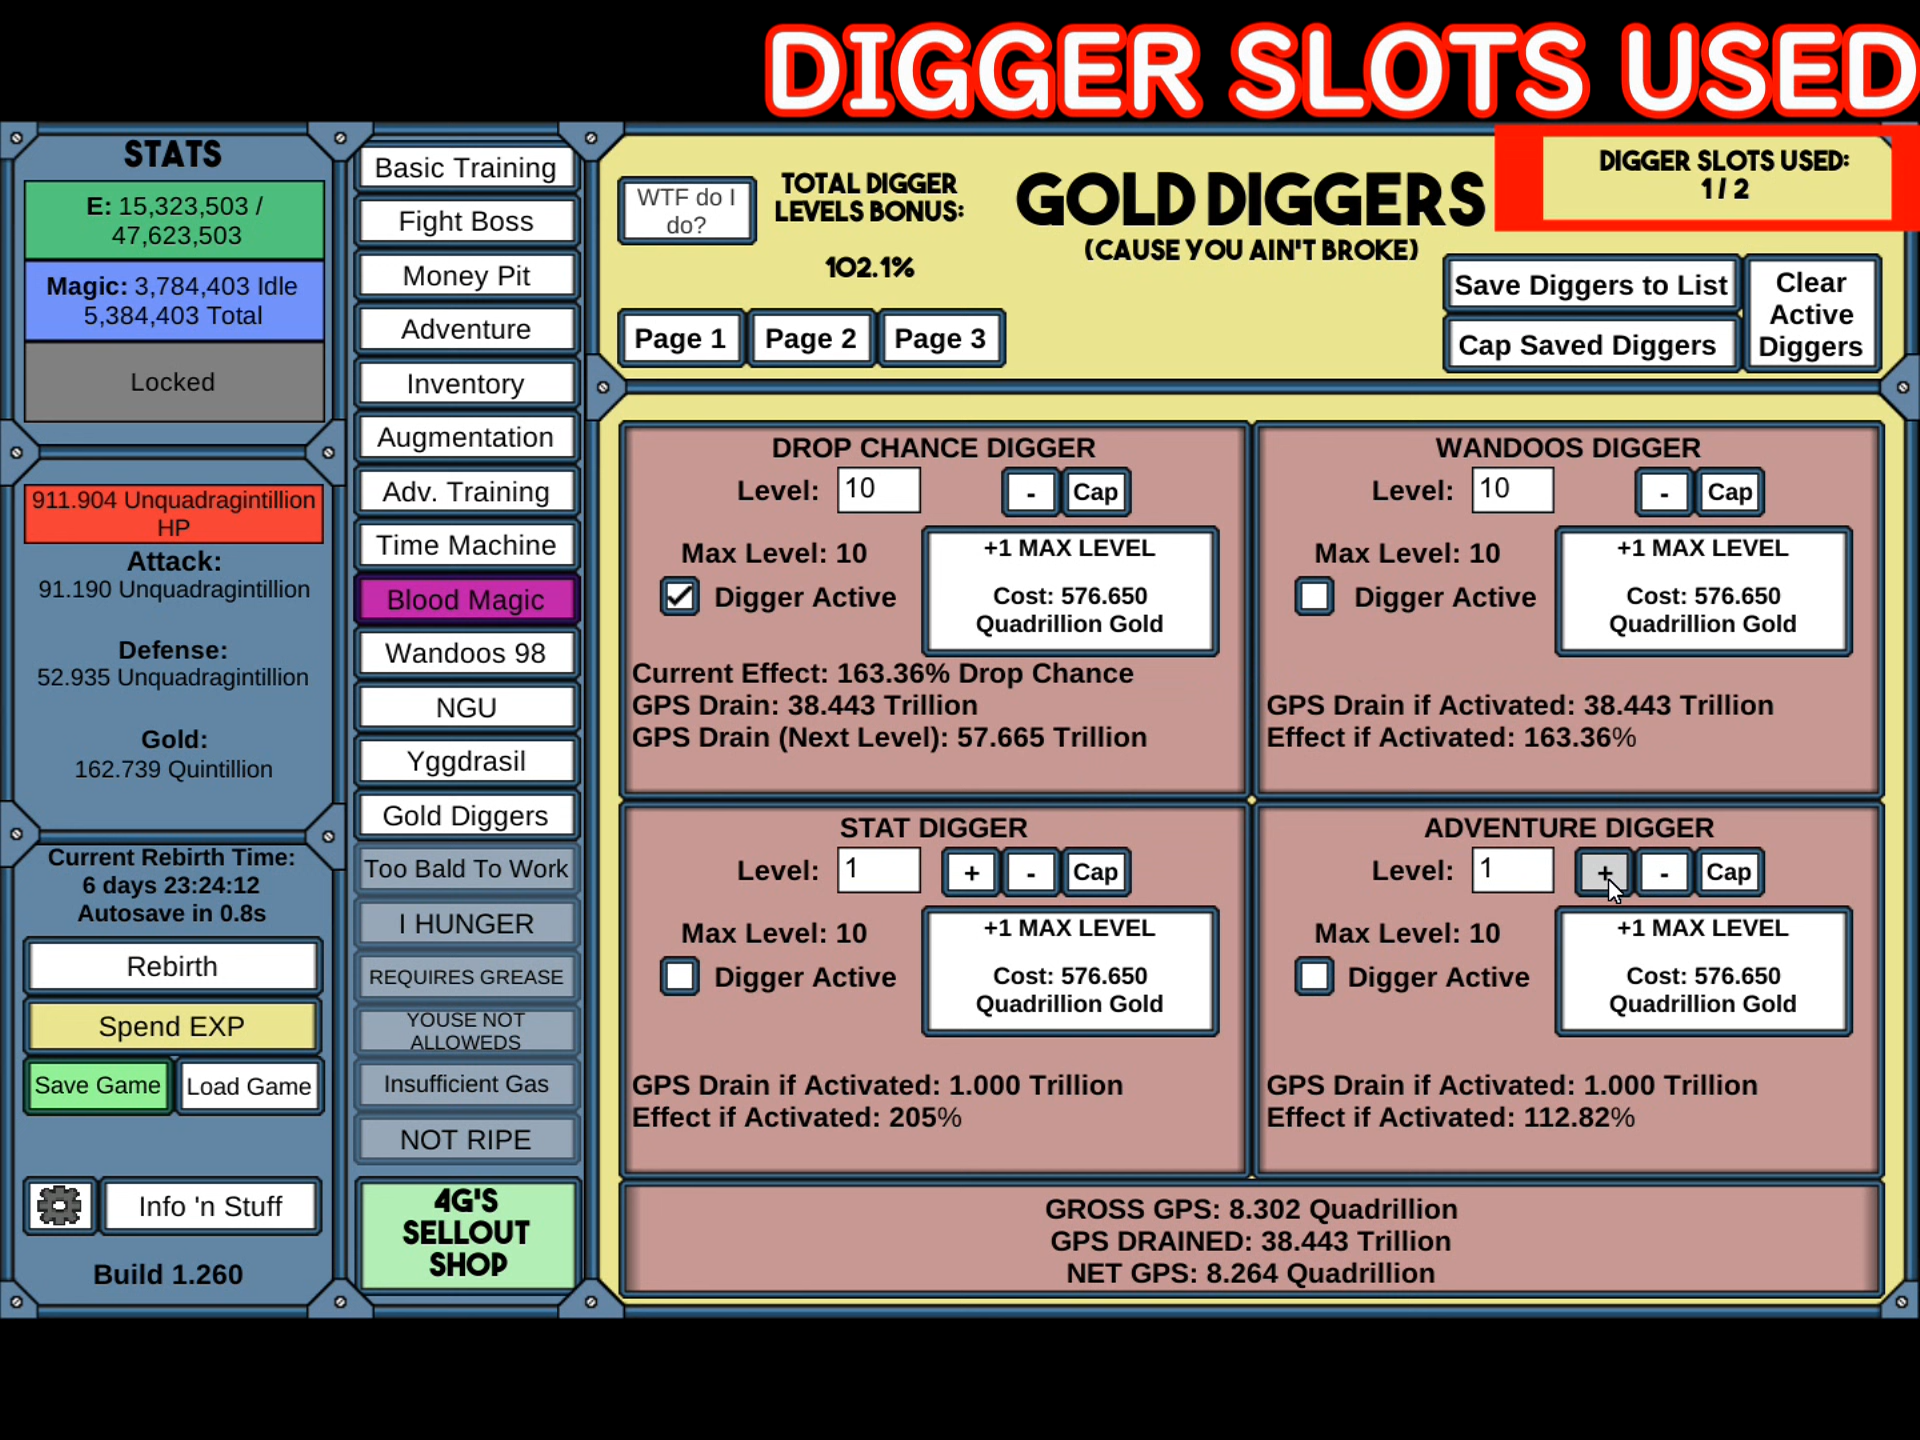 DIGGER SLOTS USED
STATS
E: 15,323,503 /
47,623,503
Magic: 3,784,403 Idle
5,384,403 Total
Locked
911.904 Unquadragintillion
HP
Attack:
91.190 Unquadragintillion
Defense:
52.935 Unquadragintillion
Gold:
162.739 Quintillion
Current Rebirth Time:
6 days 23:24:12
Autosave in 0.8s
Rebirth
Spend EXP
Save Game
Load Game
Info 'n Stuff
Build 1.260
Basic Training
Fight Boss
Money Pit
Adventure
Inventory
Augmentation
Adv. Training
Time Machine
Blood Magic
Wandoos 98
NGU
Yggdrasil
Gold Diggers
Too Bald To Work
I HUNGER
REQUIRES GREASE
YOUSE NOT
ALLOWEDS
Insufficient Gas
NOT RIPE
4G'S
SELLOUT
SHOP
WTF do I
do?
TOTAL DIGGER
LEVELS BONUS:
102.1%
GOLD DIGGERS
(CAUSE YOU AIN'T BROKE)
DIGGER SLOTS USED:
1 / 2
Page 1
Page 2
Page 3
Save Diggers to List
Cap Saved Diggers
Clear
Active
Diggers
DROP CHANCE DIGGER
Level: 10 - Cap
Max Level: 10
Digger Active
+1 MAX LEVEL
Cost: 576.650
Quadrillion Gold
Current Effect: 163.36% Drop Chance
GPS Drain: 38.443 Trillion
GPS Drain (Next Level): 57.665 Trillion
WANDOOS DIGGER
Level: 10 - Cap
Max Level: 10
Digger Active
+1 MAX LEVEL
Cost: 576.650
Quadrillion Gold
GPS Drain if Activated: 38.443 Trillion
Effect if Activated: 163.36%
STAT DIGGER
Level: 1 + - Cap
Max Level: 10
Digger Active
+1 MAX LEVEL
Cost: 576.650
Quadrillion Gold
GPS Drain if Activated: 1.000 Trillion
Effect if Activated: 205%
ADVENTURE DIGGER
Level: 1 + - Cap
Max Level: 10
Digger Active
+1 MAX LEVEL
Cost: 576.650
Quadrillion Gold
GPS Drain if Activated: 1.000 Trillion
Effect if Activated: 112.82%
GROSS GPS: 8.302 Quadrillion
GPS DRAINED: 38.443 Trillion
NET GPS: 8.264 Quadrillion